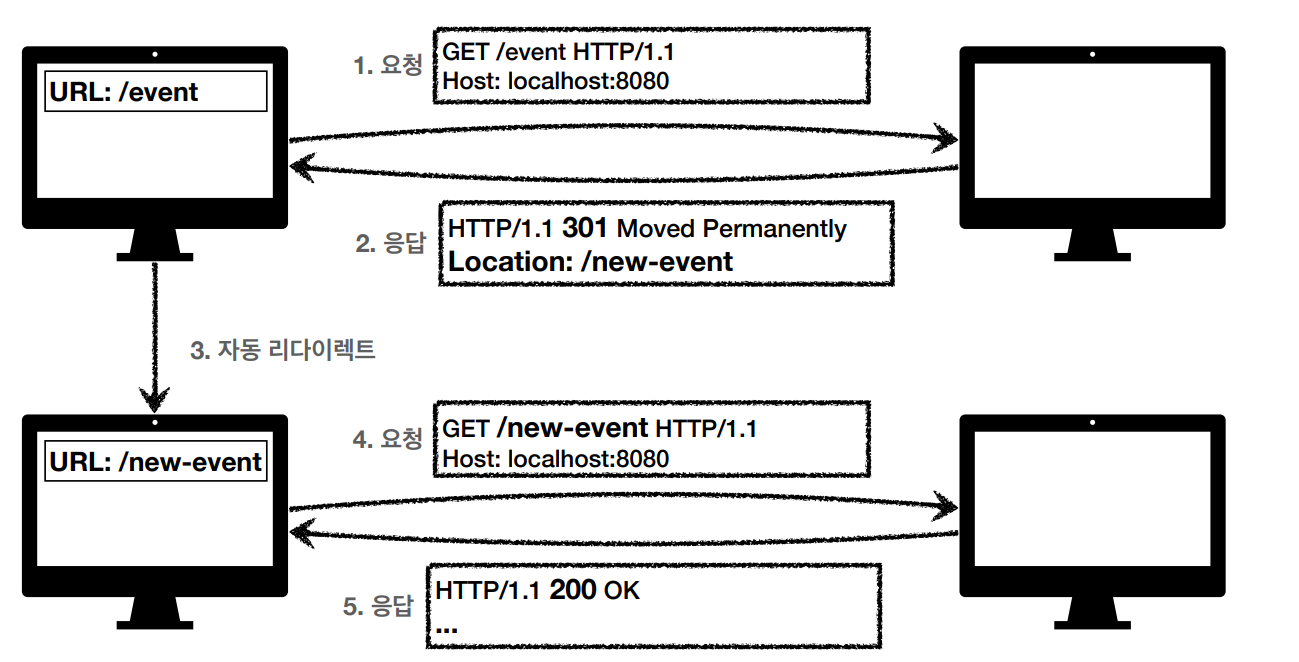 URL: /event
1. 요청
GET /event HTTP/1.1
Host: localhost:8080
2. 응답
HTTP/1.1 301 Moved Permanently
Location: /new-event
3. 자동 리다이렉트
URL: /new-event
4. 요청
GET /new-event HTTP/1.1
Host: localhost:8080
5. 응답
HTTP/1.1 200 OK
...